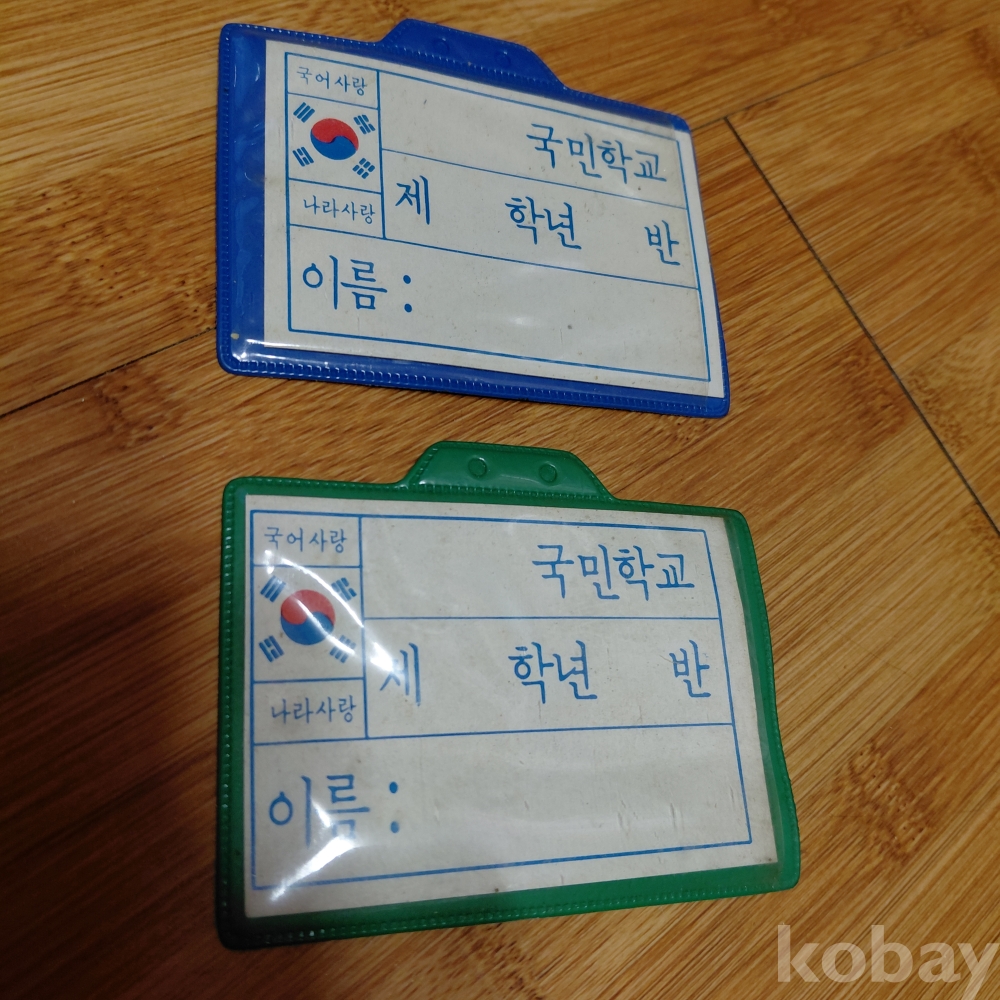 국어사랑
국민학교
나라사랑
제 학년 반
이름 :
국어사랑
국민학교
나라사랑
제 학년 반
이름 :
kobay